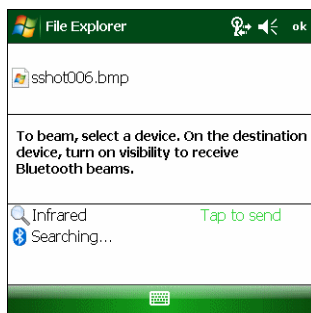 File Explorer ok
sshot006.bmp
To beam, select a device. On the destination
device, turn on visibility to receive
Bluetooth beams.
Infrared Tap to send
Searching...